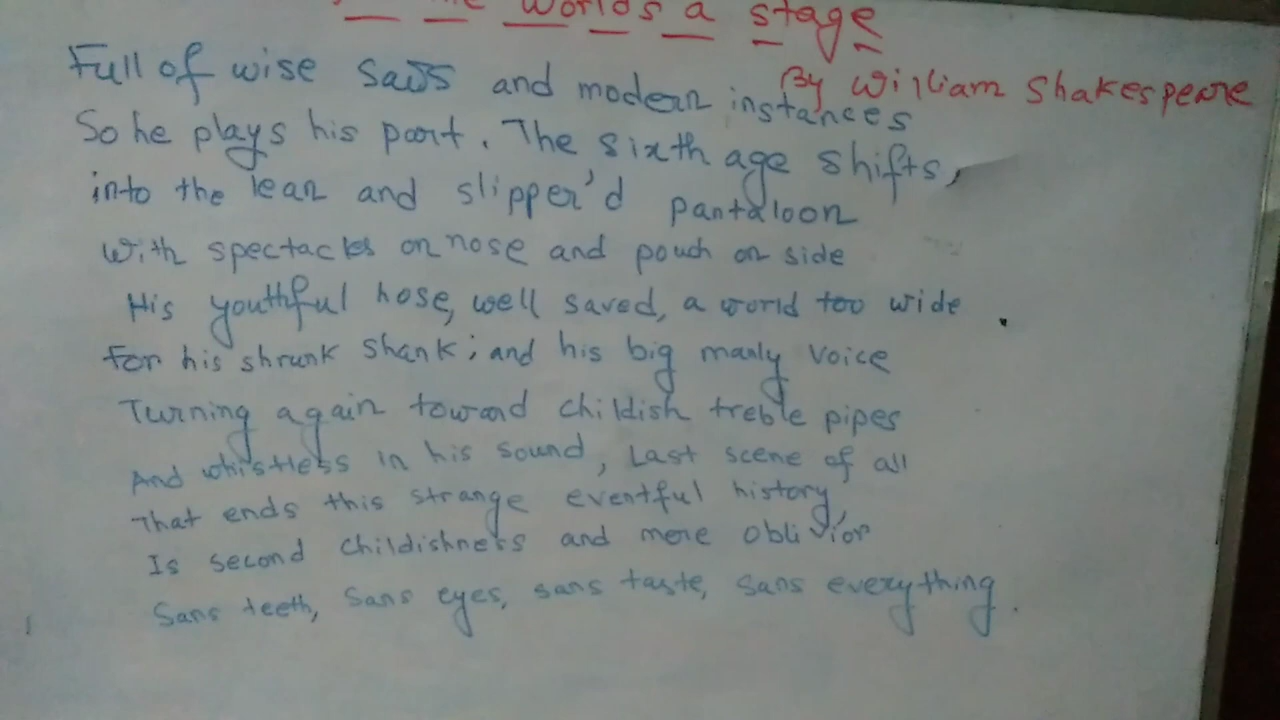 worlds a stage
By William Shakespeare
Full of wise saws and modern instances
So he plays his part. The sixth age shifts,
into the lean and slipper'd pantaloon
With spectacles on nose and pouch on side
His youthful hose, well saved, a world too wide
For his shrunk shank; and his big manly voice
Turning again toward childish treble pipes
And whistless in his sound, Last scene of all
That ends this strange eventful history,
Is second childishness and mere oblivion
Sans teeth, Sans eyes, sans taste, sans everything.